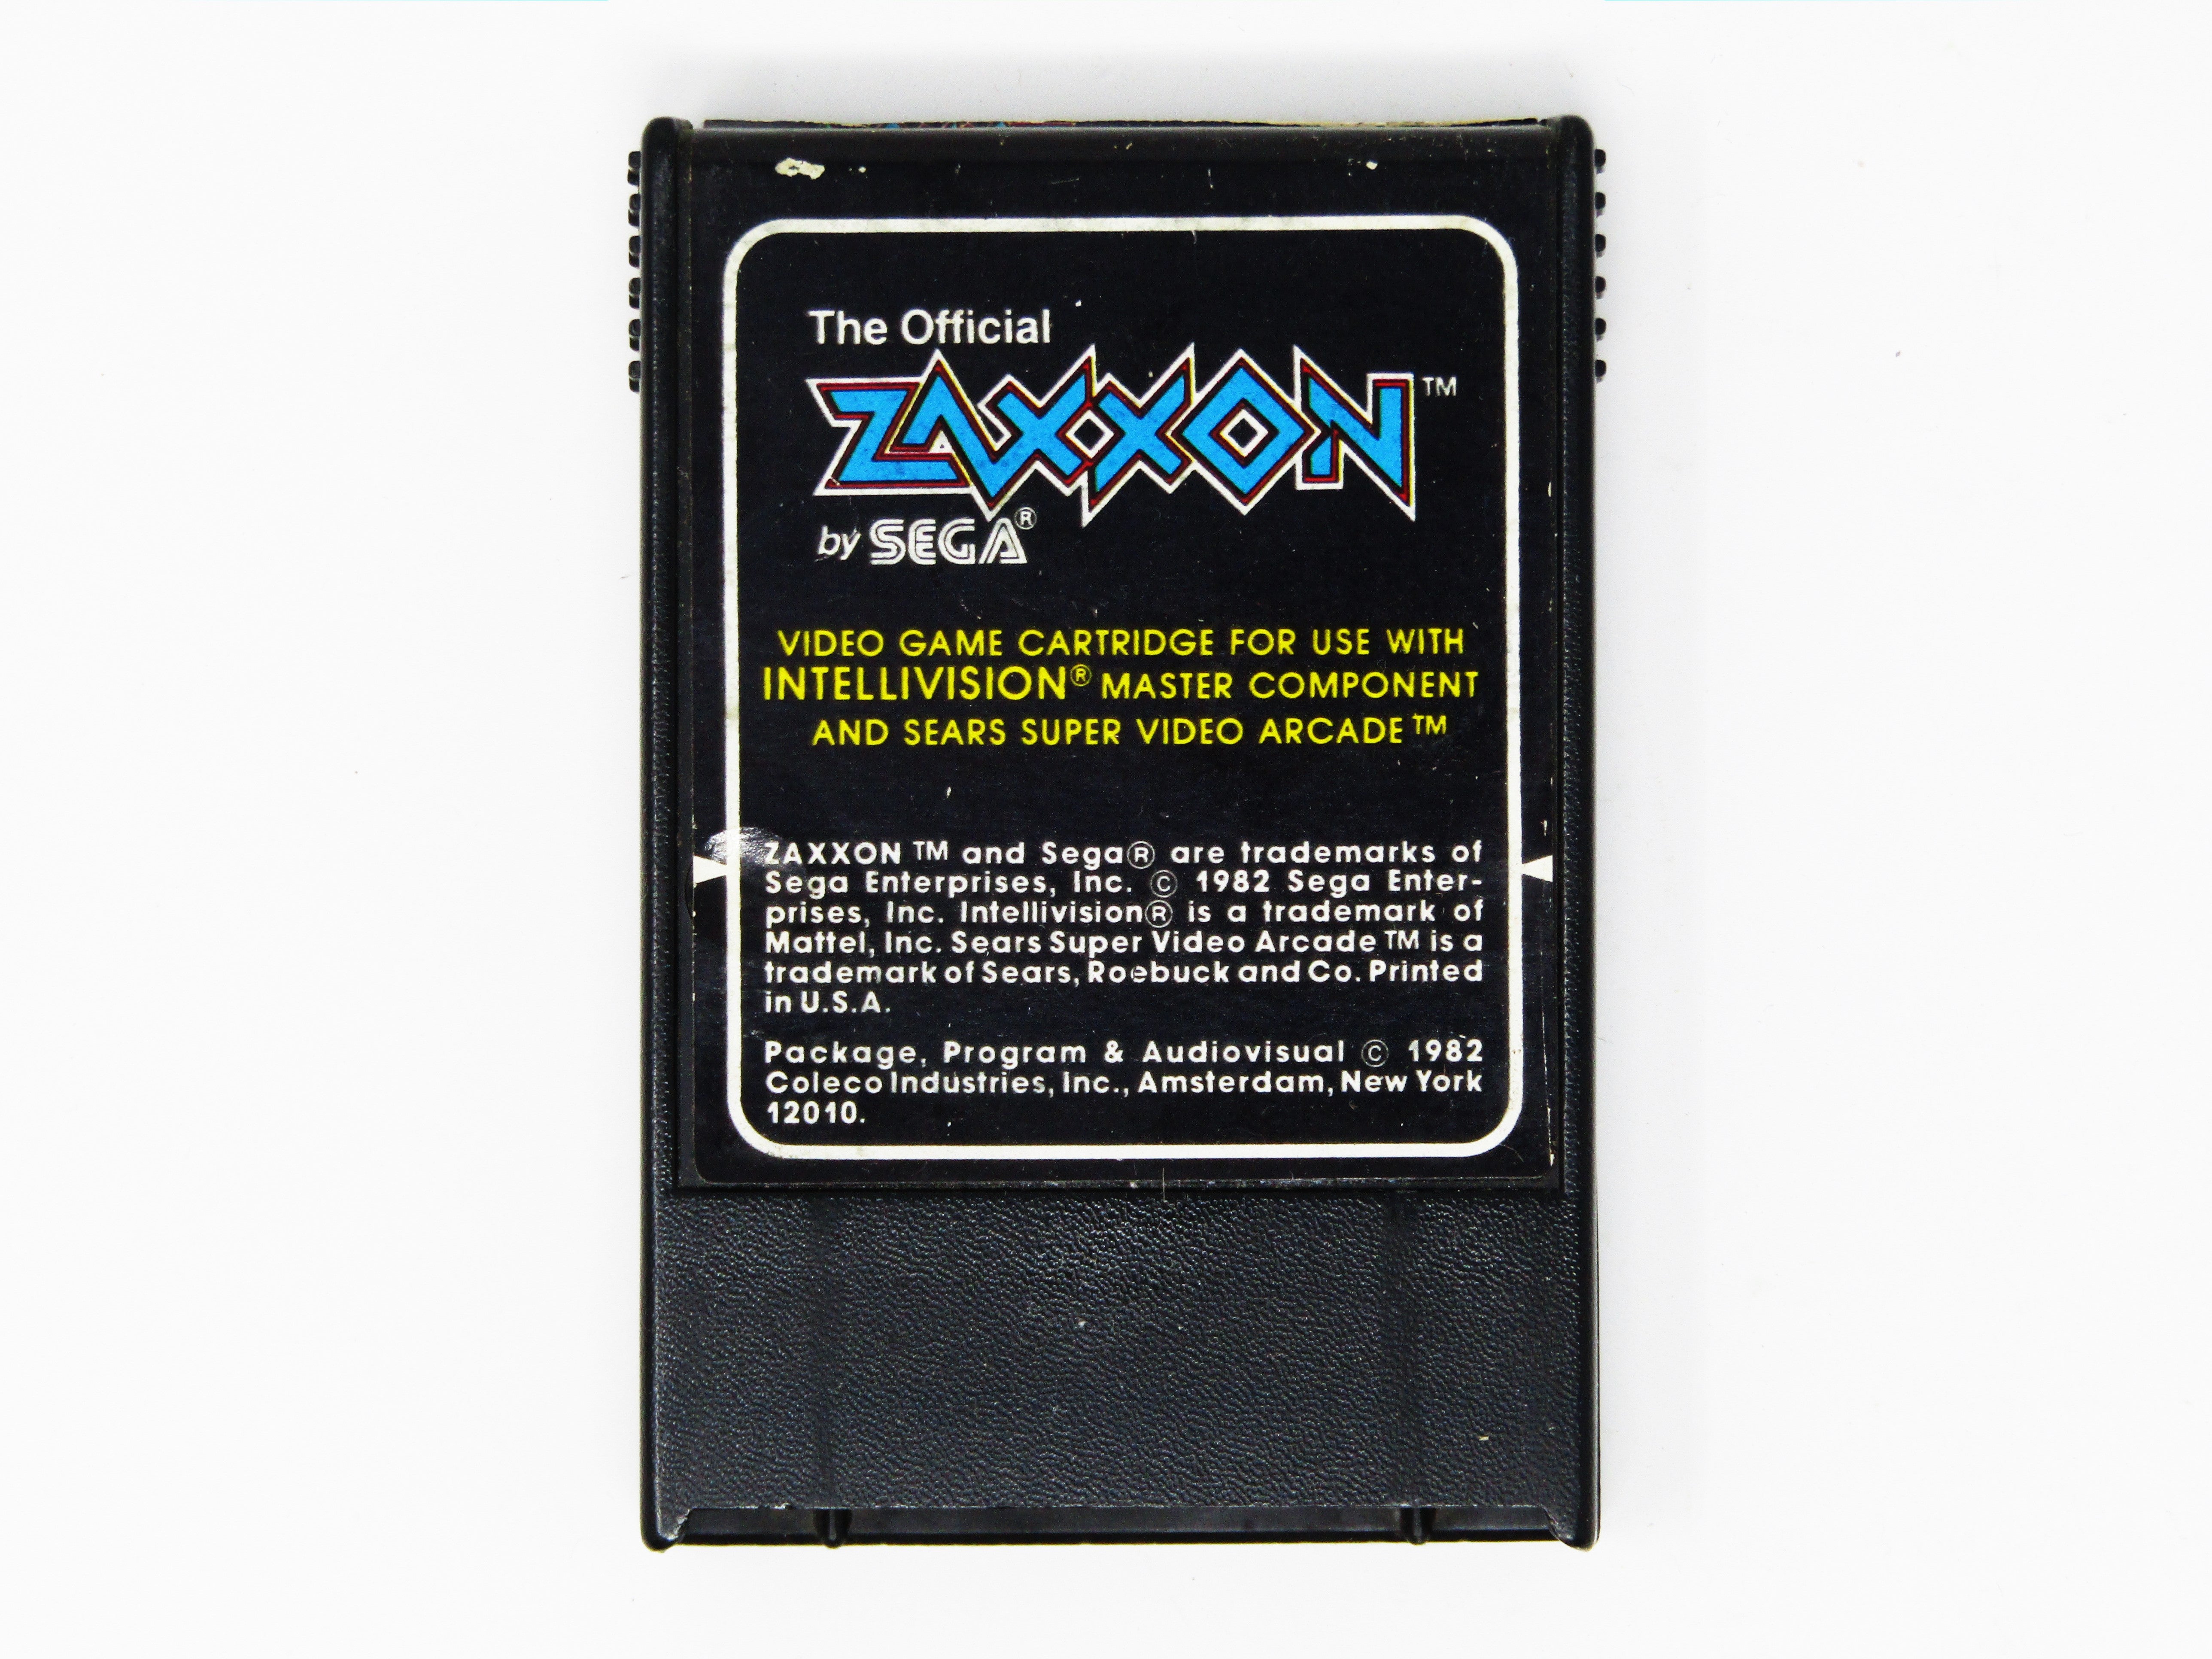 The Official
ZAXXON™
by SEGA®
VIDEO GAME CARTRIDGE FOR USE WITH
INTELLIVISION® MASTER COMPONENT
AND SEARS SUPER VIDEO ARCADE™
ZAXXON™ and Sega® are trademarks of
Sega Enterprises, Inc. © 1982 Sega Enter-
prises, Inc. Intellivision® is a trademark of
Mattel, Inc. Sears Super Video Arcade™ is a
trademark of Sears, Roebuck and Co. Printed
in U.S.A.
Package, Program & Audiovisual © 1982
Coleco Industries, Inc., Amsterdam, New York
12010.